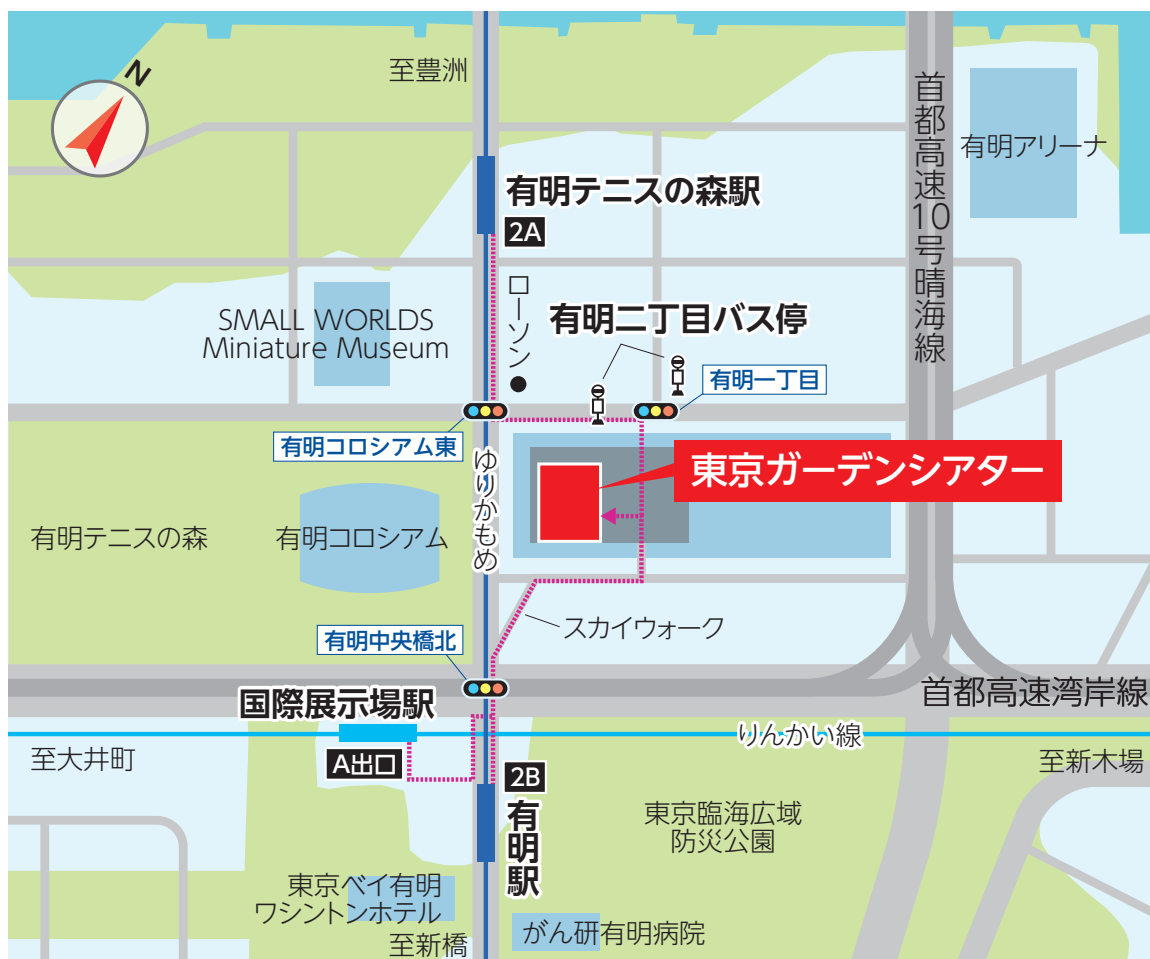 N
至豊洲
首都高速10号晴海線
有明アリーナ
有明テニスの森駅
2A
ローソン
有明二丁目バス停
SMALL WORLDS
Miniature Museum
有明一丁目
有明コロシアム東
ゆりかもめ
東京ガーデンシアター
有明テニスの森
有明コロシアム
スカイウォーク
有明中央橋北
国際展示場駅
首都高速湾岸線
りんかい線
至大井町
A出口
2B
至新木場
有明駅
東京臨海広域
防災公園
東京ベイ有明
ワシントンホテル
がん研有明病院
至新橋